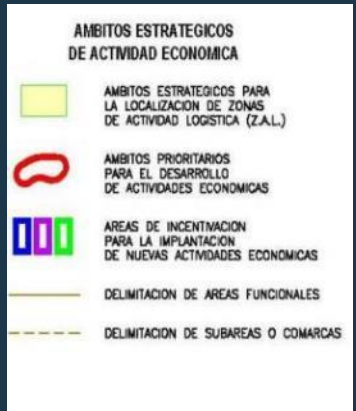 AMBITOS ESTRATEGICOS
DE ACTIVIDAD ECONOMICA
AMBITOS ESTRATEGICOS PARA
LA LOCALIZACION DE ZONAS
DE ACTIVIDAD LOGISTICA (Z.A.L.)
AMBITOS PRIORITARIOS
PARA EL DESARROLLO
DE ACTIVIDADES ECONOMICAS
AREAS DE INCENTIVACION
PARA LA IMPLANTACION
DE NUEVAS ACTIVIDADES ECONOMICAS
DELIMITACION DE AREAS FUNCIONALES
DELIMITACION DE SUBAREAS O COMARCAS